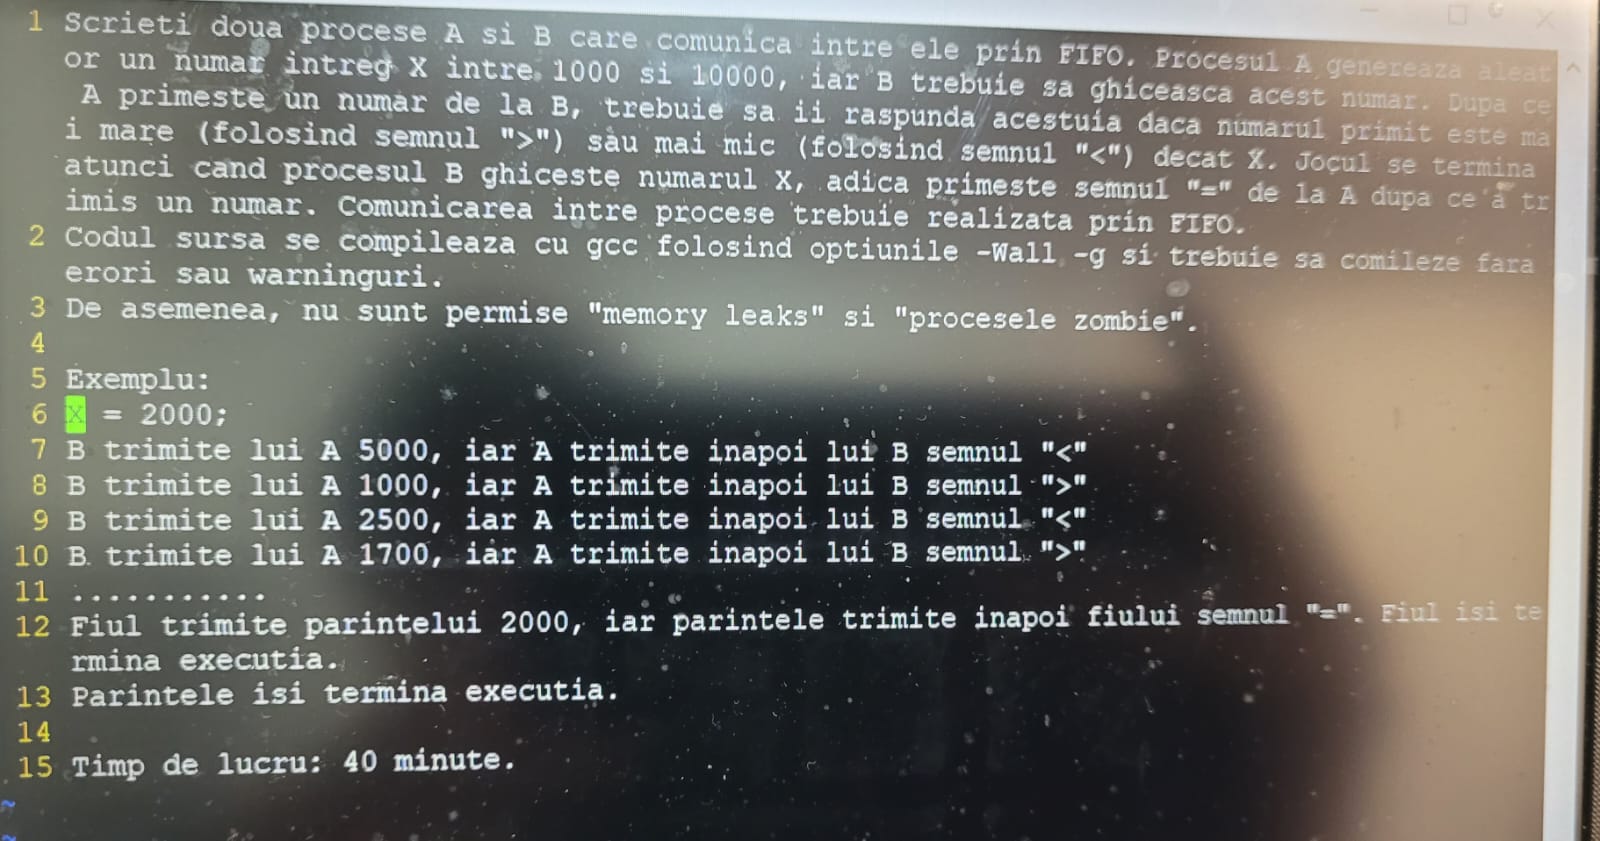 1 Scrieti doua procese A si B care comunica intre ele prin FIFO. Procesul A genereaza aleat
or un numar intreg X intre 1000 si 10000, iar B trebuie sa ghiceasca acest numar. Dupa ce
A primeste un numar de la B, trebuie sa ii raspunda acestuia daca numarul primit este ma
i mare (folosind semnul ">") sau mai mic (folosind semnul "<") decat X. Jocul se termina
atunci cand procesul B ghiceste numarul X, adica primeste semnul "=" de la A dupa ce a tr
imis un numar. Comunicarea intre procese trebuie realizata prin FIFO.
2 Codul sursa se compileaza cu gcc folosind optiunile -Wall -g si trebuie sa comileze fara
erori sau warninguri.
3 De asemenea, nu sunt permise "memory leaks" si "procesele zombie".
4
5 Exemplu:
6 X = 2000;
7 B trimite lui A 5000, iar A trimite inapoi lui B semnul "<"
8 B trimite lui A 1000, iar A trimite inapoi lui B semnul ">"
9 B trimite lui A 2500, iar A trimite inapoi lui B semnul "<"
10 B trimite lui A 1700, iar A trimite inapoi lui B semnul ">"
11 ...........
12 Fiul trimite parintelui 2000, iar parintele trimite inapoi fiului semnul "=". Fiul isi te
rmina executia.
13 Parintele isi termina executia.
14
15 Timp de lucru: 40 minute.
~
~